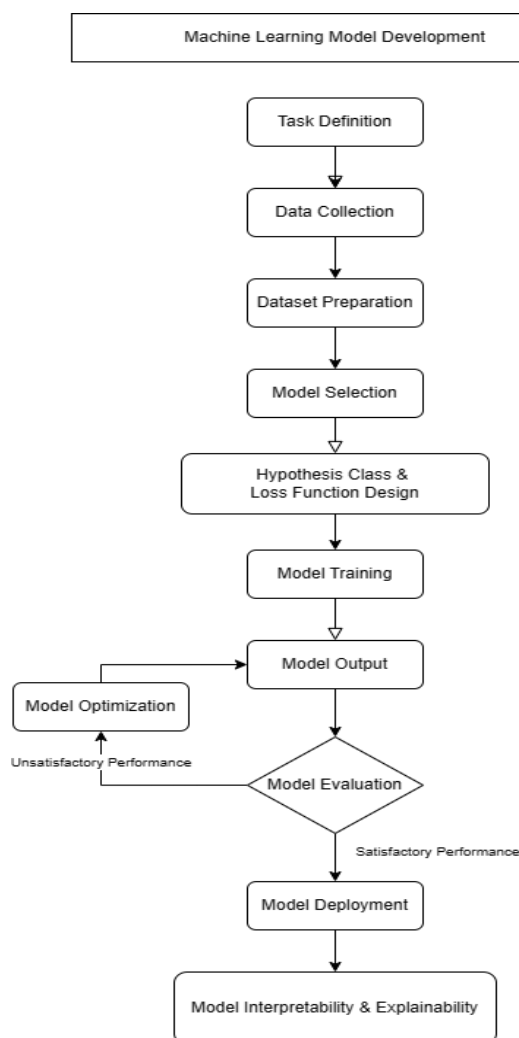 Machine Learning Model Development
Task Definition
Data Collection
Dataset Preparation
Model Selection
Hypothesis Class &
Loss Function Design
Model Training
Model Output
Model Optimization
Unsatisfactory Performance
Model Evaluation
Satisfactory Performance
Model Deployment
Model Interpretability & Explainability